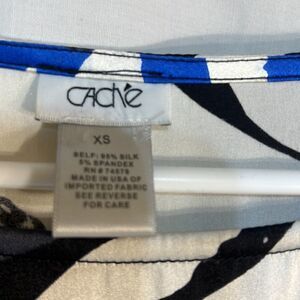 CACHÉ
XS
SELF: 95% SILK
5% SPANDEX
RN# 74579
MADE IN USA OF
IMPORTED FABRIC
SEE REVERSE
FOR CARE